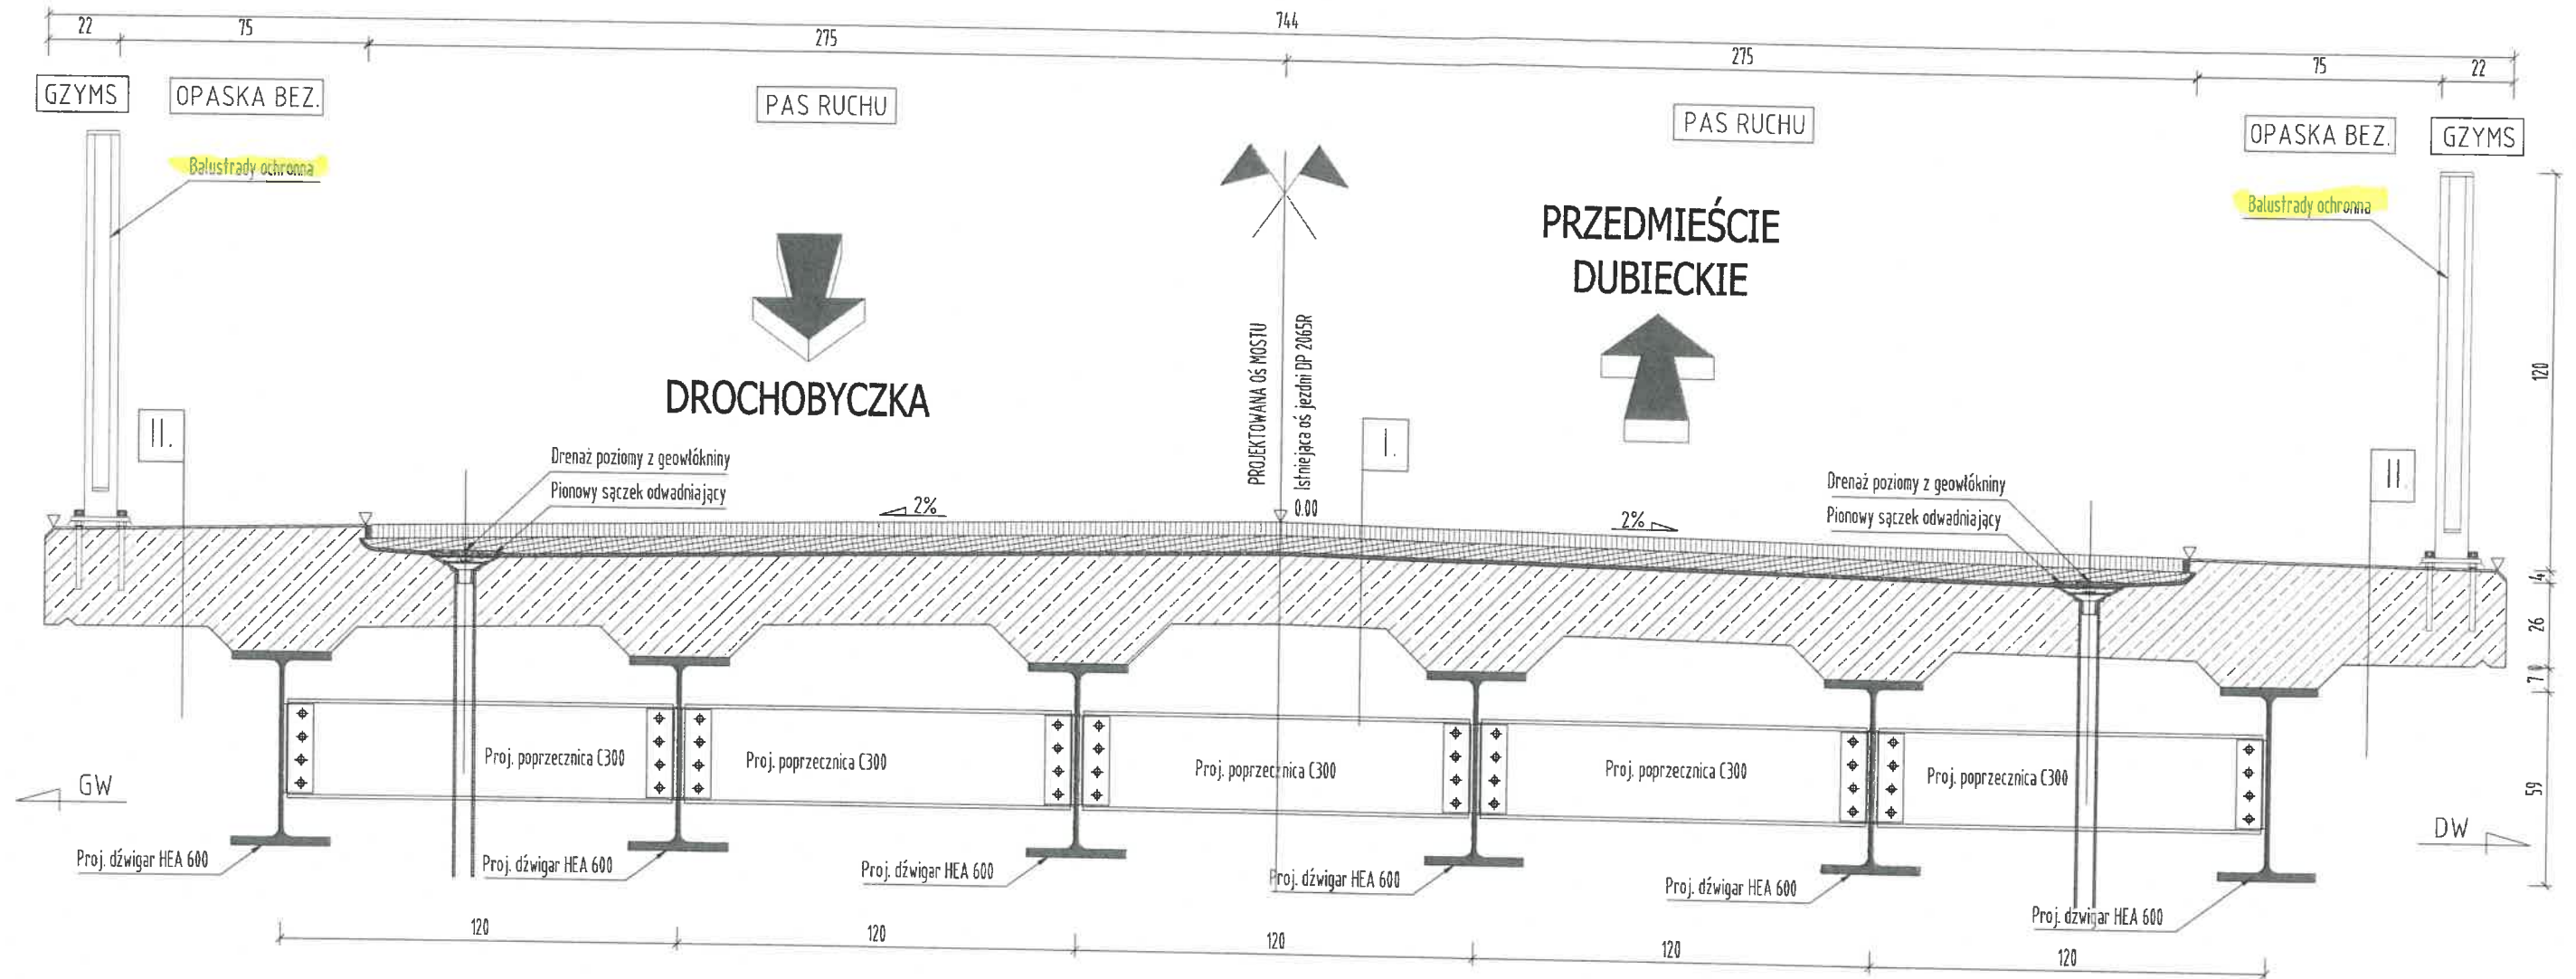 744
22
75
275
275
75
22
GZYMS
OPASKA BEZ.
PAS RUCHU
PAS RUCHU
OPASKA BEZ.
GZYMS
Balustrady ochronna
Balustrady ochronna
PRZEDMIEŚCIE
DUBIECKIE
DROCHOBYCZKA
PROJEKTOWANA OŚ MOSTU
Istniejąca oś jezdni DP 2065R
120
II.
I.
II.
Drenaż poziomy z geowłókniny
Pionowy sączek odwadniający
Drenaż poziomy z geowłókniny
Pionowy sączek odwadniający
2%
0.00
2%
4
26
7
59
Proj. poprzecznica C300
Proj. poprzecznica C300
Proj. poprzecznica C300
Proj. poprzecznica C300
Proj. poprzecznica C300
GW
DW
Proj. dźwigar HEA 600
Proj. dźwigar HEA 600
Proj. dźwigar HEA 600
Proj. dźwigar HEA 600
Proj. dźwigar HEA 600
Proj. dźwigar HEA 600
120
120
120
120
120